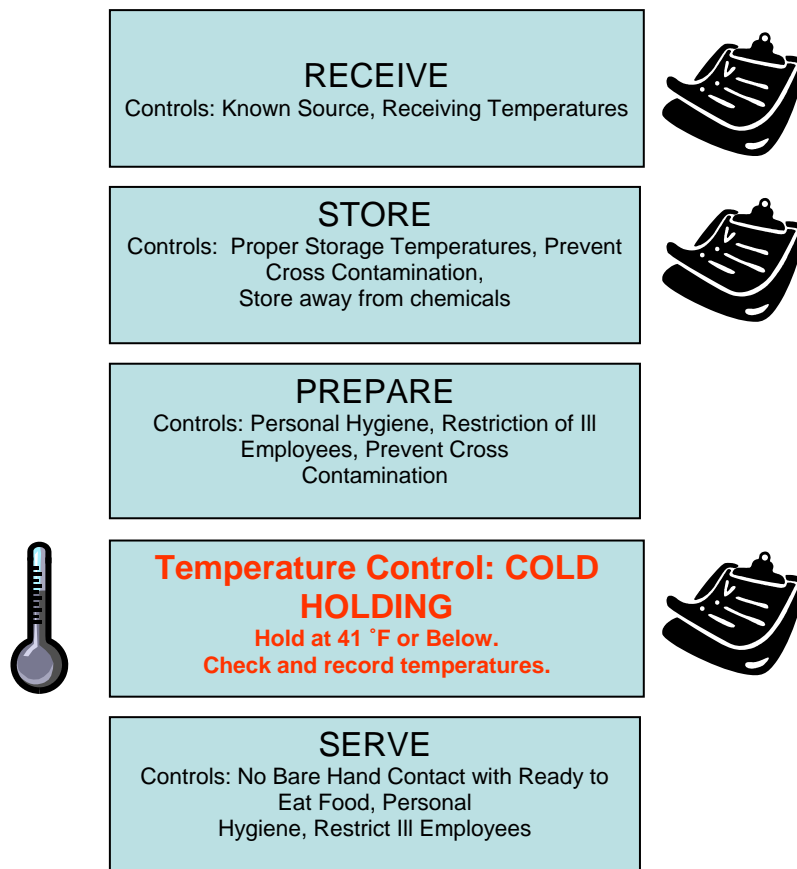 RECEIVE
Controls: Known Source, Receiving Temperatures
STORE
Controls:  Proper Storage Temperatures, Prevent
Cross Contamination,
Store away from chemicals
PREPARE
Controls: Personal Hygiene, Restriction of Ill
Employees, Prevent Cross
Contamination
Temperature Control: COLD
HOLDING
Hold at 41 ˚F or Below.
Check and record temperatures.
SERVE
Controls: No Bare Hand Contact with Ready to
Eat Food, Personal
Hygiene, Restrict Ill Employees